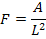 F = A / L²